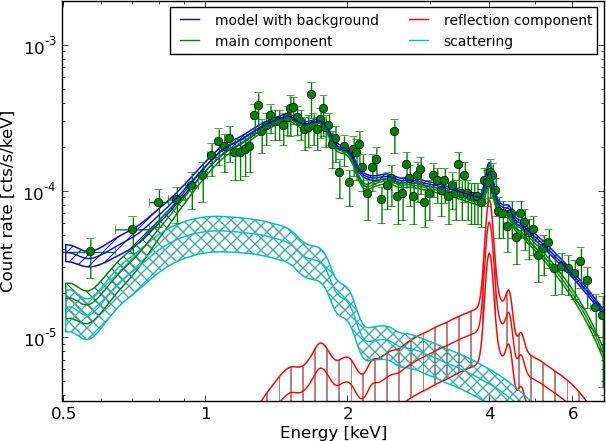 model with background
main component
reflection component
scattering
Count rate [cts/s/keV]
10⁻³
10⁻⁴
10⁻⁵
0.5 1 2 4 6
Energy [keV]